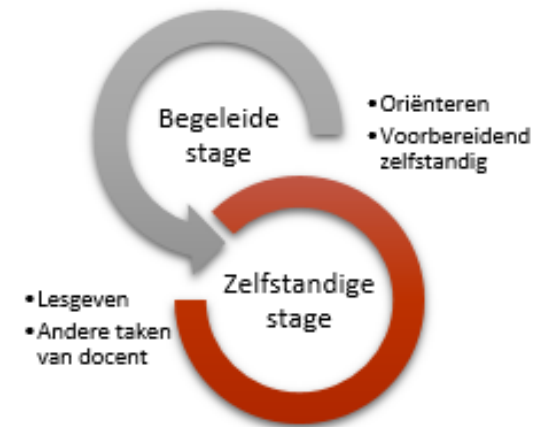 Begeleide
stage
•Oriënteren
•Voorbereidend
zelfstandig
Zelfstandige
stage
•Lesgeven
•Andere taken
van docent